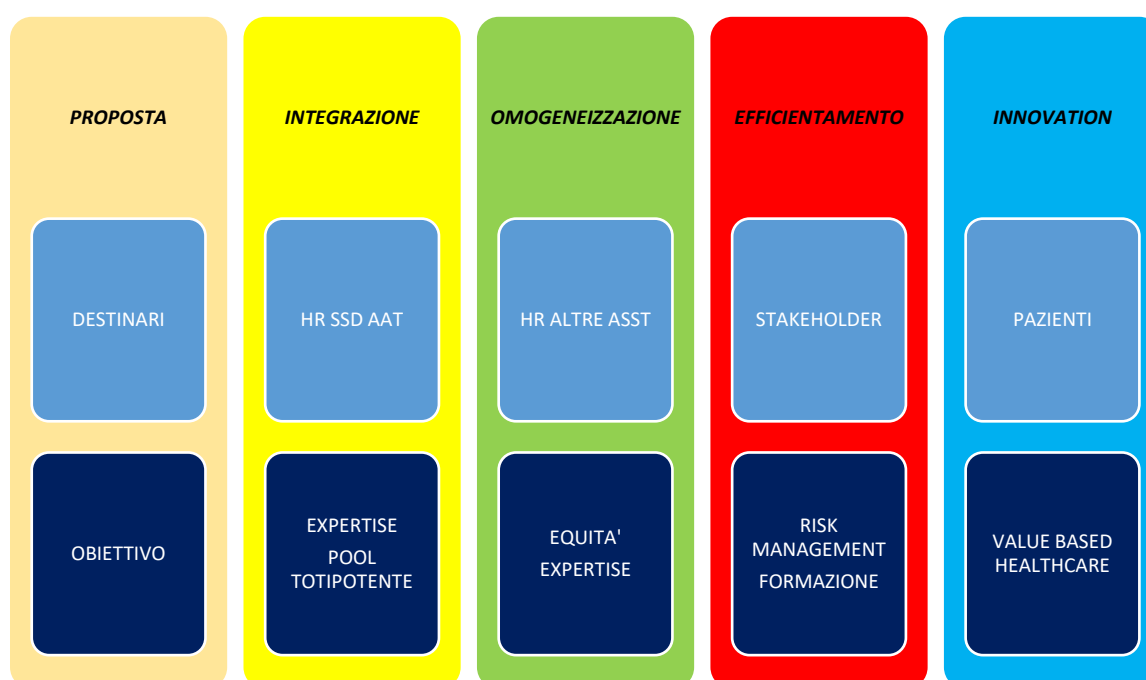 PROPOSTA
INTEGRAZIONE
OMOGENEIZZAZIONE
EFFICIENTAMENTO
INNOVATION
DESTINARI
HR SSD AAT
HR ALTRE ASST
STAKEHOLDER
PAZIENTI
OBIETTIVO
EXPERTISE
POOL
TOTIPOTENTE
EQUITA'
EXPERTISE
RISK
MANAGEMENT
FORMAZIONE
VALUE BASED
HEALTHCARE